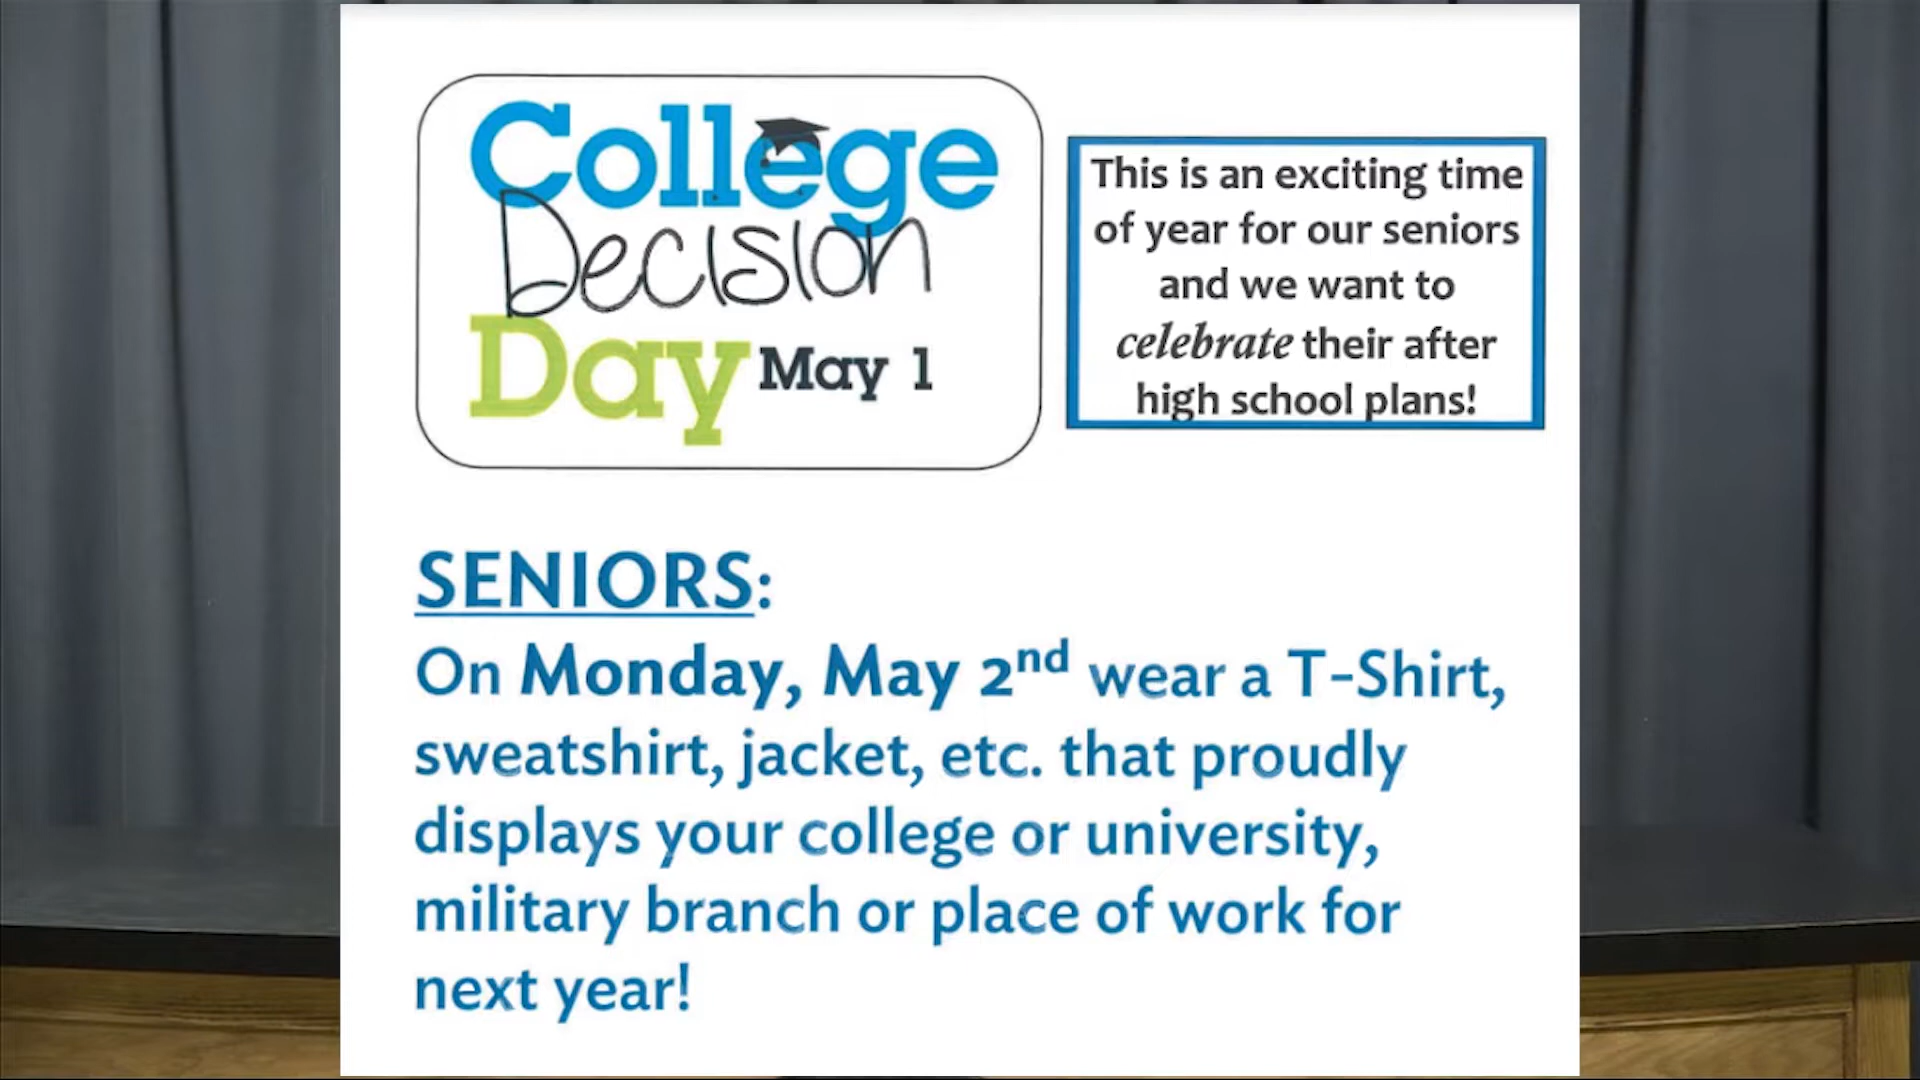 College
Decision
Day May 1
This is an exciting time
of year for our seniors
and we want to
celebrate their after
high school plans!
SENIORS:
On Monday, May 2nd wear a T-Shirt,
sweatshirt, jacket, etc. that proudly
displays your college or university,
military branch or place of work for
next year!